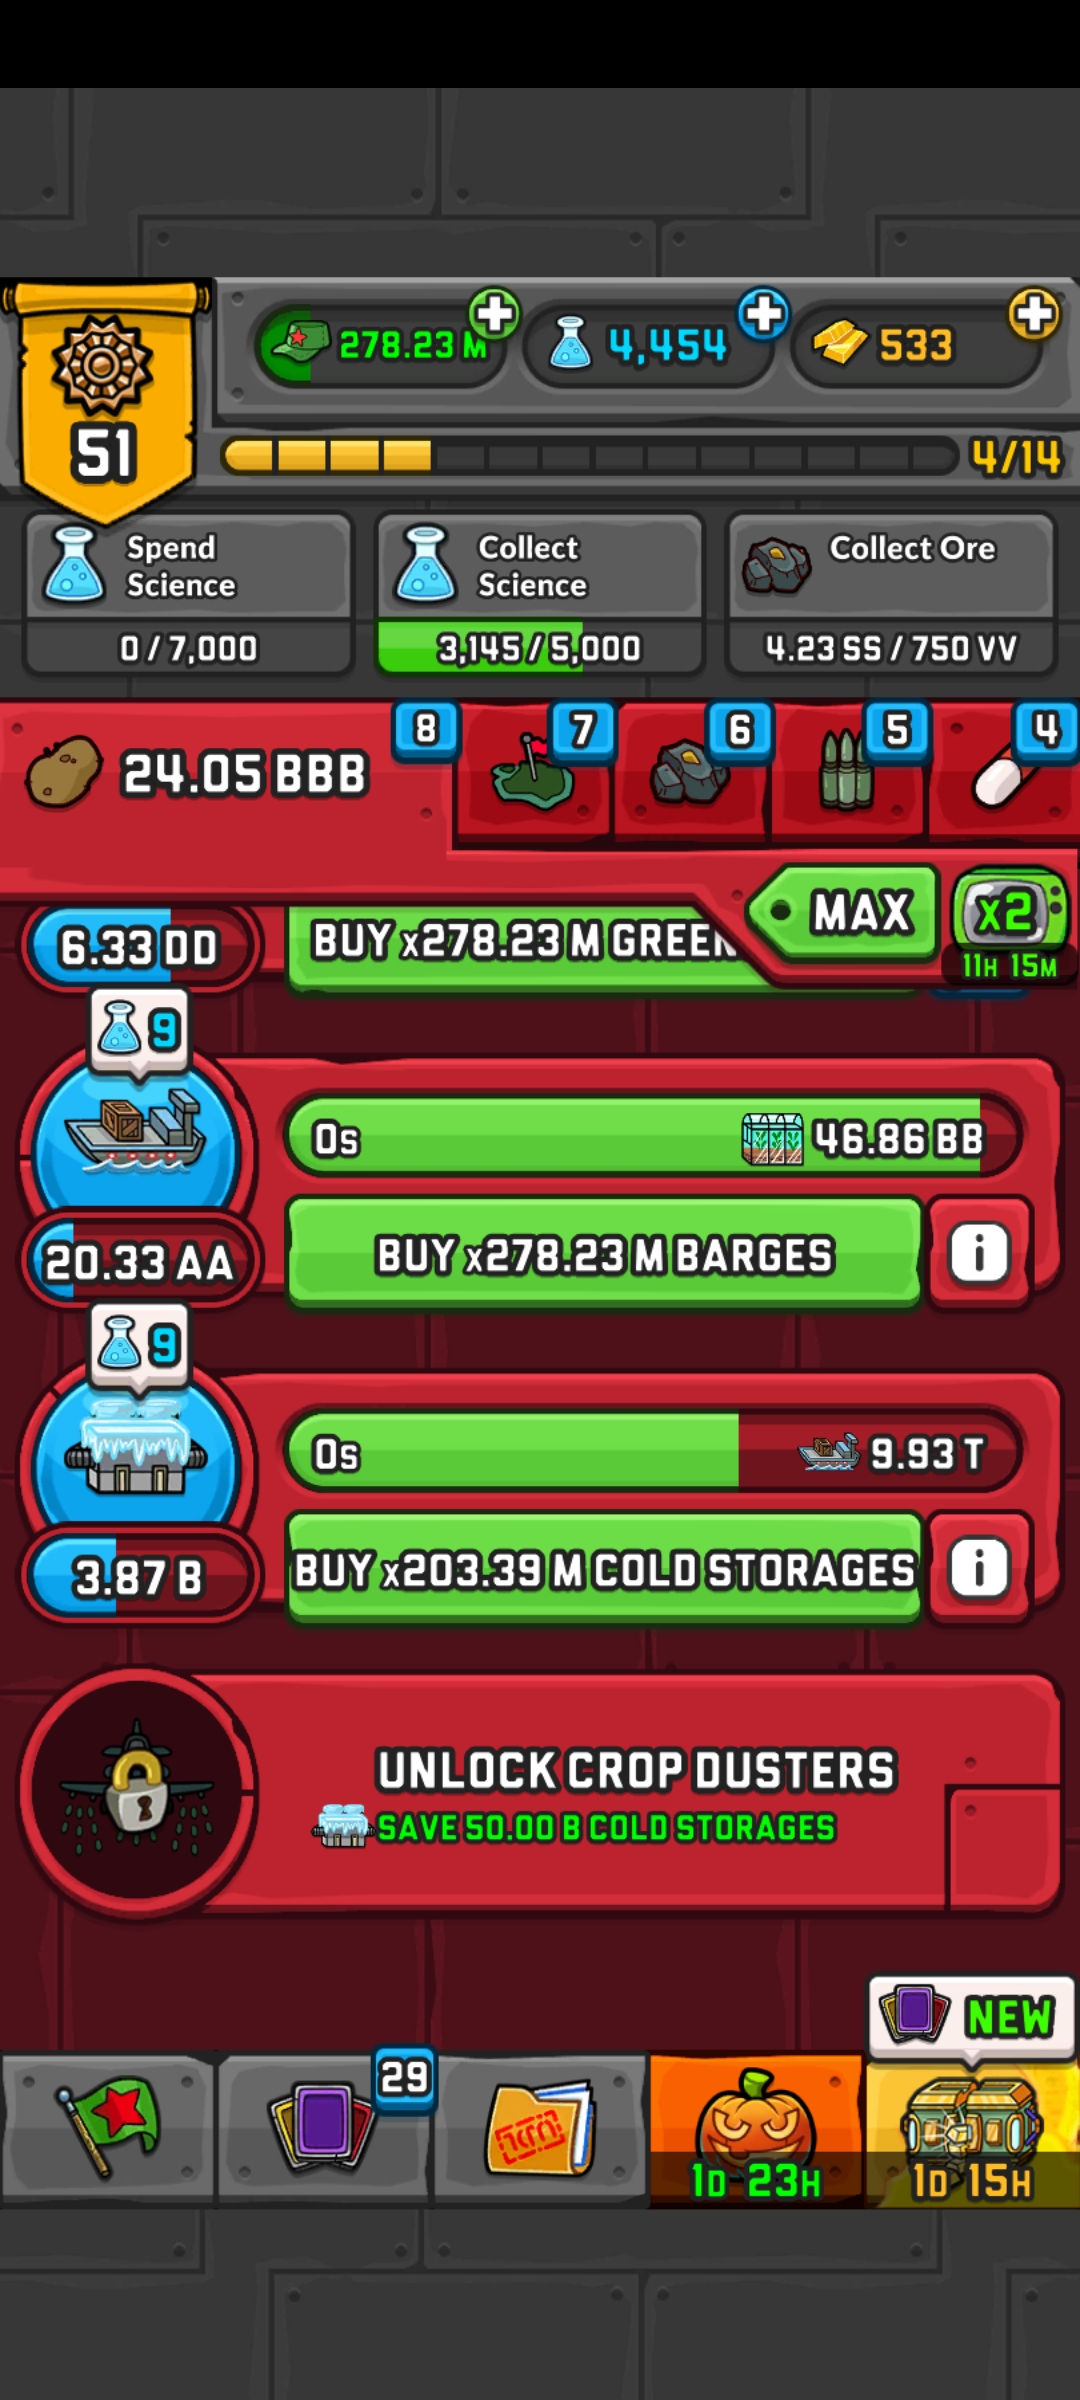 278.23 M
4,454
533
51
4/14
Spend
Science
0 / 7,000
Collect
Science
3,145 / 5,000
Collect Ore
4.23 SS / 750 VV
24.05 BBB
8
7
6
5
4
MAX
x2
11H 15M
6.33 DD
BUY x278.23 M
9
0s
46.86 BB
20.33 AA
BUY x278.23 M BARGES
i
9
0s
9.93 T
3.87 B
BUY x203.39 M COLD STORAGES
i
UNLOCK CROP DUSTERS
SAVE 50.00 B COLD STORAGES
NEW
29
1D 23H
1D 15H